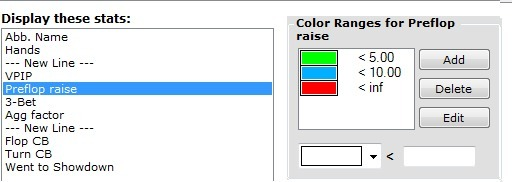 Display these stats:
Abb. Name
Hands
--- New Line ---
VPIP
Preflop raise
3-Bet
Agg factor
--- New Line ---
Flop CB
Turn CB
Went to Showdown
Color Ranges for Preflop
raise
< 5.00
< 10.00
< inf
Add
Delete
Edit
<